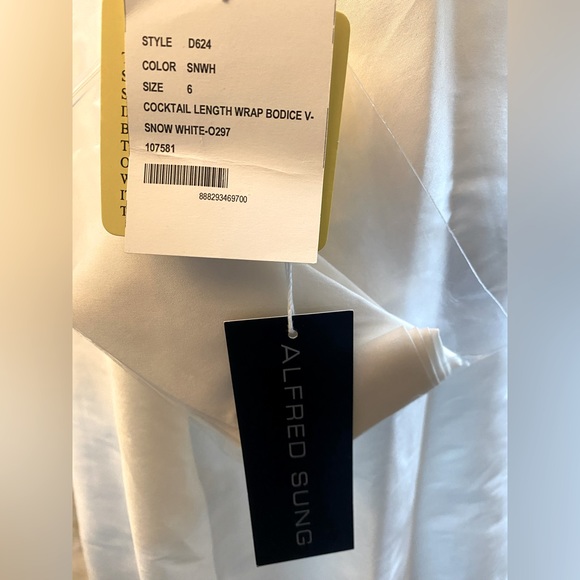 STYLE D624
COLOR SNWH
SIZE 6
COCKTAIL LENGTH WRAP BODICE V-
SNOW WHITE-O297
107581
888293469700
ALFRED SUNG